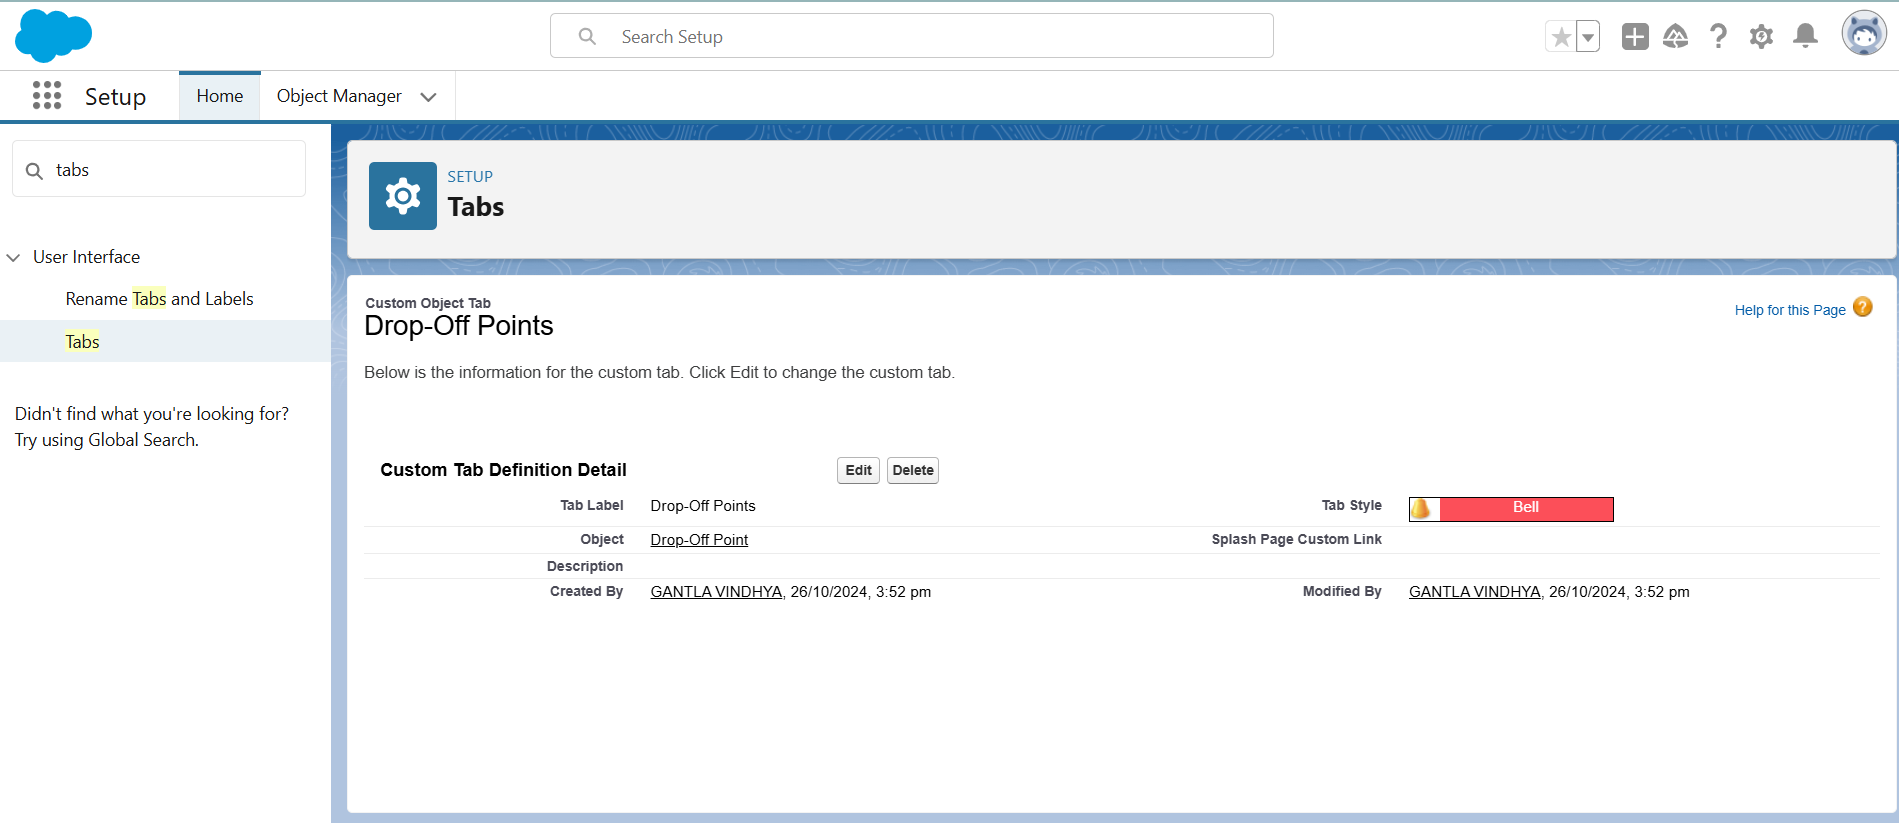 Search Setup
Setup
Home
Object Manager
tabs
User Interface
Rename Tabs and Labels
Tabs
Didn't find what you're looking for?
Try using Global Search.
SETUP
Tabs
Custom Object Tab
Drop-Off Points
Help for this Page ?
Below is the information for the custom tab. Click Edit to change the custom tab.
Custom Tab Definition Detail Edit Delete
Tab Label Drop-Off Points Tab Style Bell
Object Drop-Off Point Splash Page Custom Link
Description
Created By GANTLA VINDHYA, 26/10/2024, 3:52 pm Modified By GANTLA VINDHYA, 26/10/2024, 3:52 pm